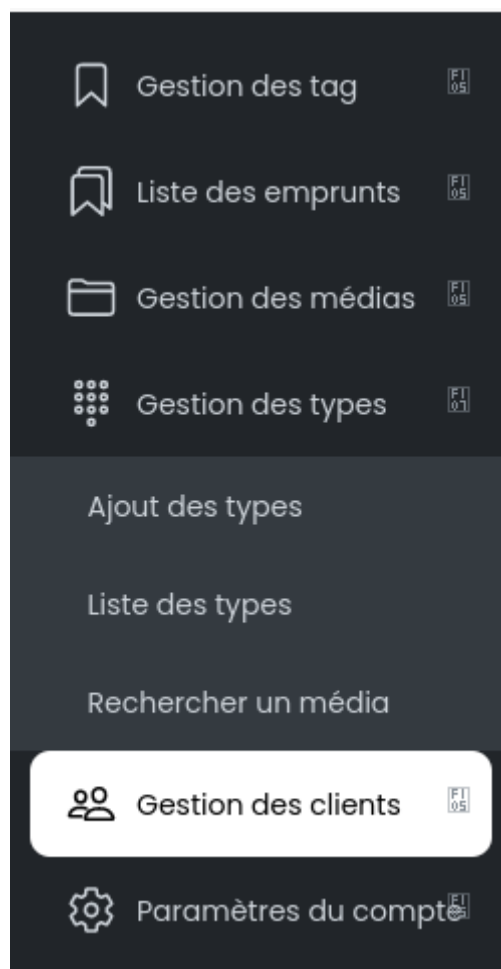 Gestion des tag
Liste des emprunts
Gestion des médias
Gestion des types
Ajout des types
Liste des types
Rechercher un média
Gestion des clients
Paramètres du compte